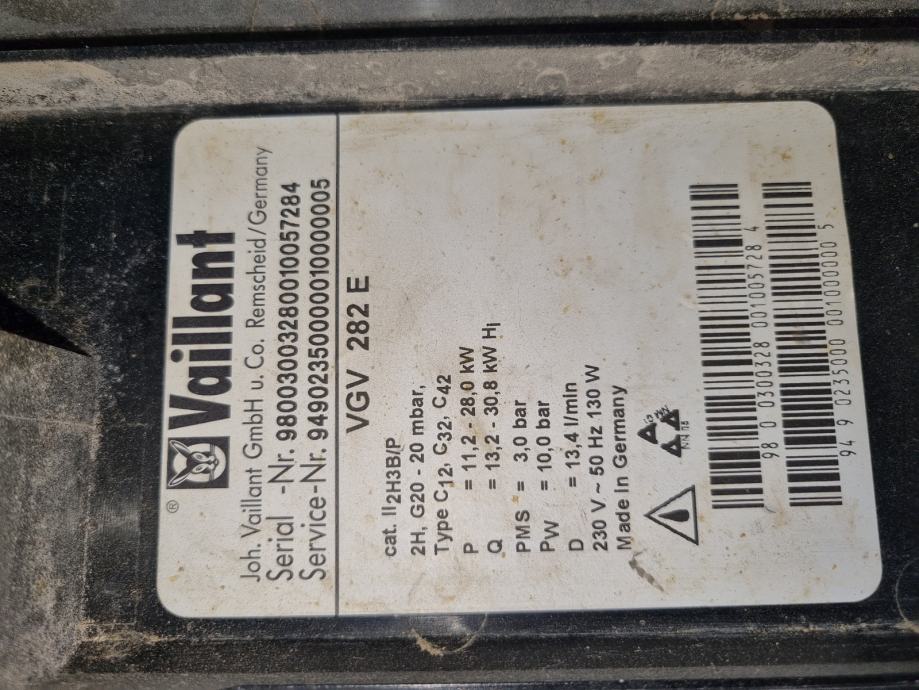 ®
Vaillant
Joh. Vaillant GmbH u. Co. Remscheid/Germany
Serial -Nr. 9800300328001005​7284
Service-Nr. 9490235000001000000005
VGV 282 E
cat. II2H3B/P
2H, G20 - 20 mbar,
Type C12, C32, C42
P = 11,2 - 28,0 kW
Q = 13,2 - 30,8 kW Hi
PMS = 3,0 bar
PW = 10,0 bar
D = 13,4 l/min
230 V ~ 50 Hz 130 W
Made in Germany
98 0 0300328 001005728 4
94 9 0235000 001000000 5